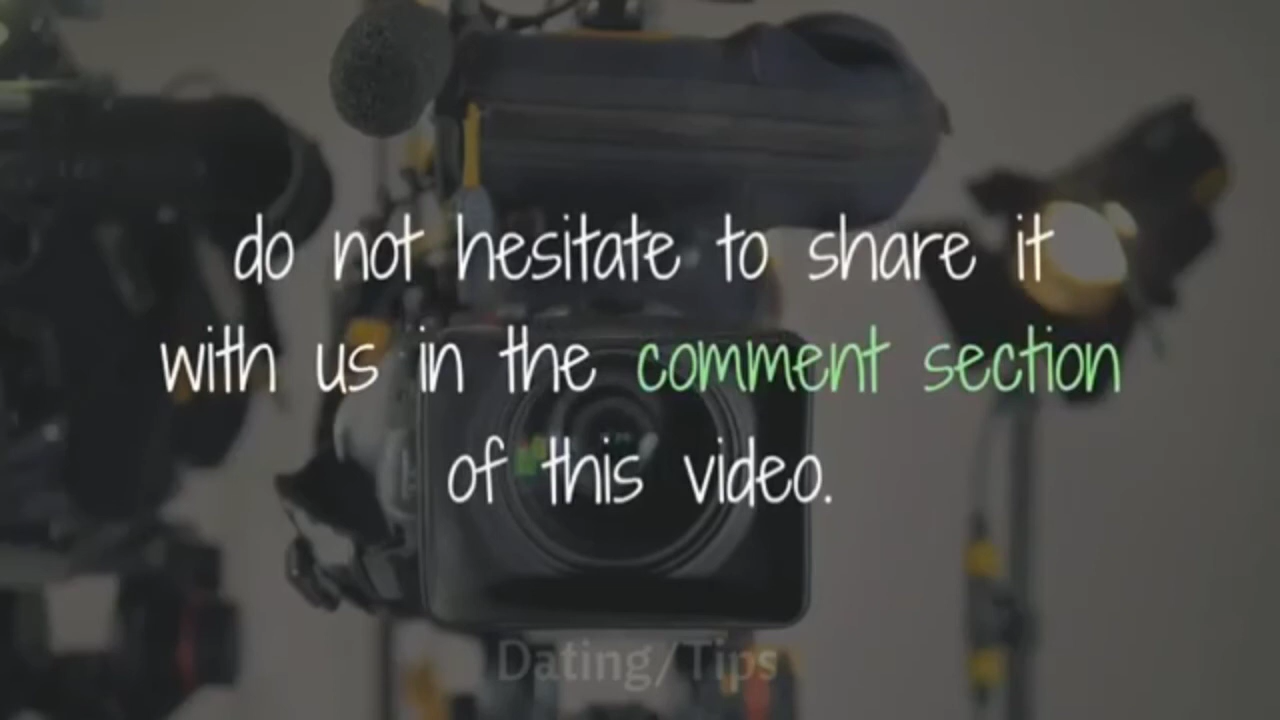 do not hesitate to share it
with us in the comment section
of this video.
Dating/Tips